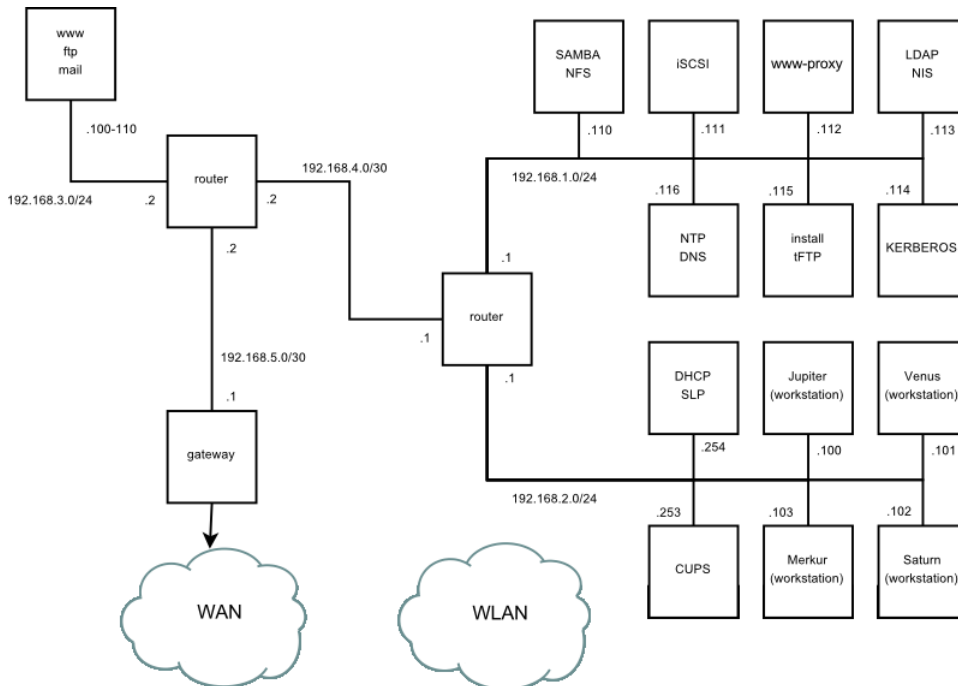 www
ftp
mail
.100-110
192.168.3.0/24
.2
router
.2
.2
192.168.4.0/30
192.168.5.0/30
.1
gateway
WAN
WLAN
.1
router
.1
.1
SAMBA
NFS
.110
iSCSI
.111
www-proxy
.112
LDAP
NIS
.113
192.168.1.0/24
.116
NTP
DNS
.115
install
tFTP
.114
KERBEROS
DHCP
SLP
.254
Jupiter
(workstation)
.100
Venus
(workstation)
.101
192.168.2.0/24
.253
CUPS
.103
Merkur
(workstation)
.102
Saturn
(workstation)